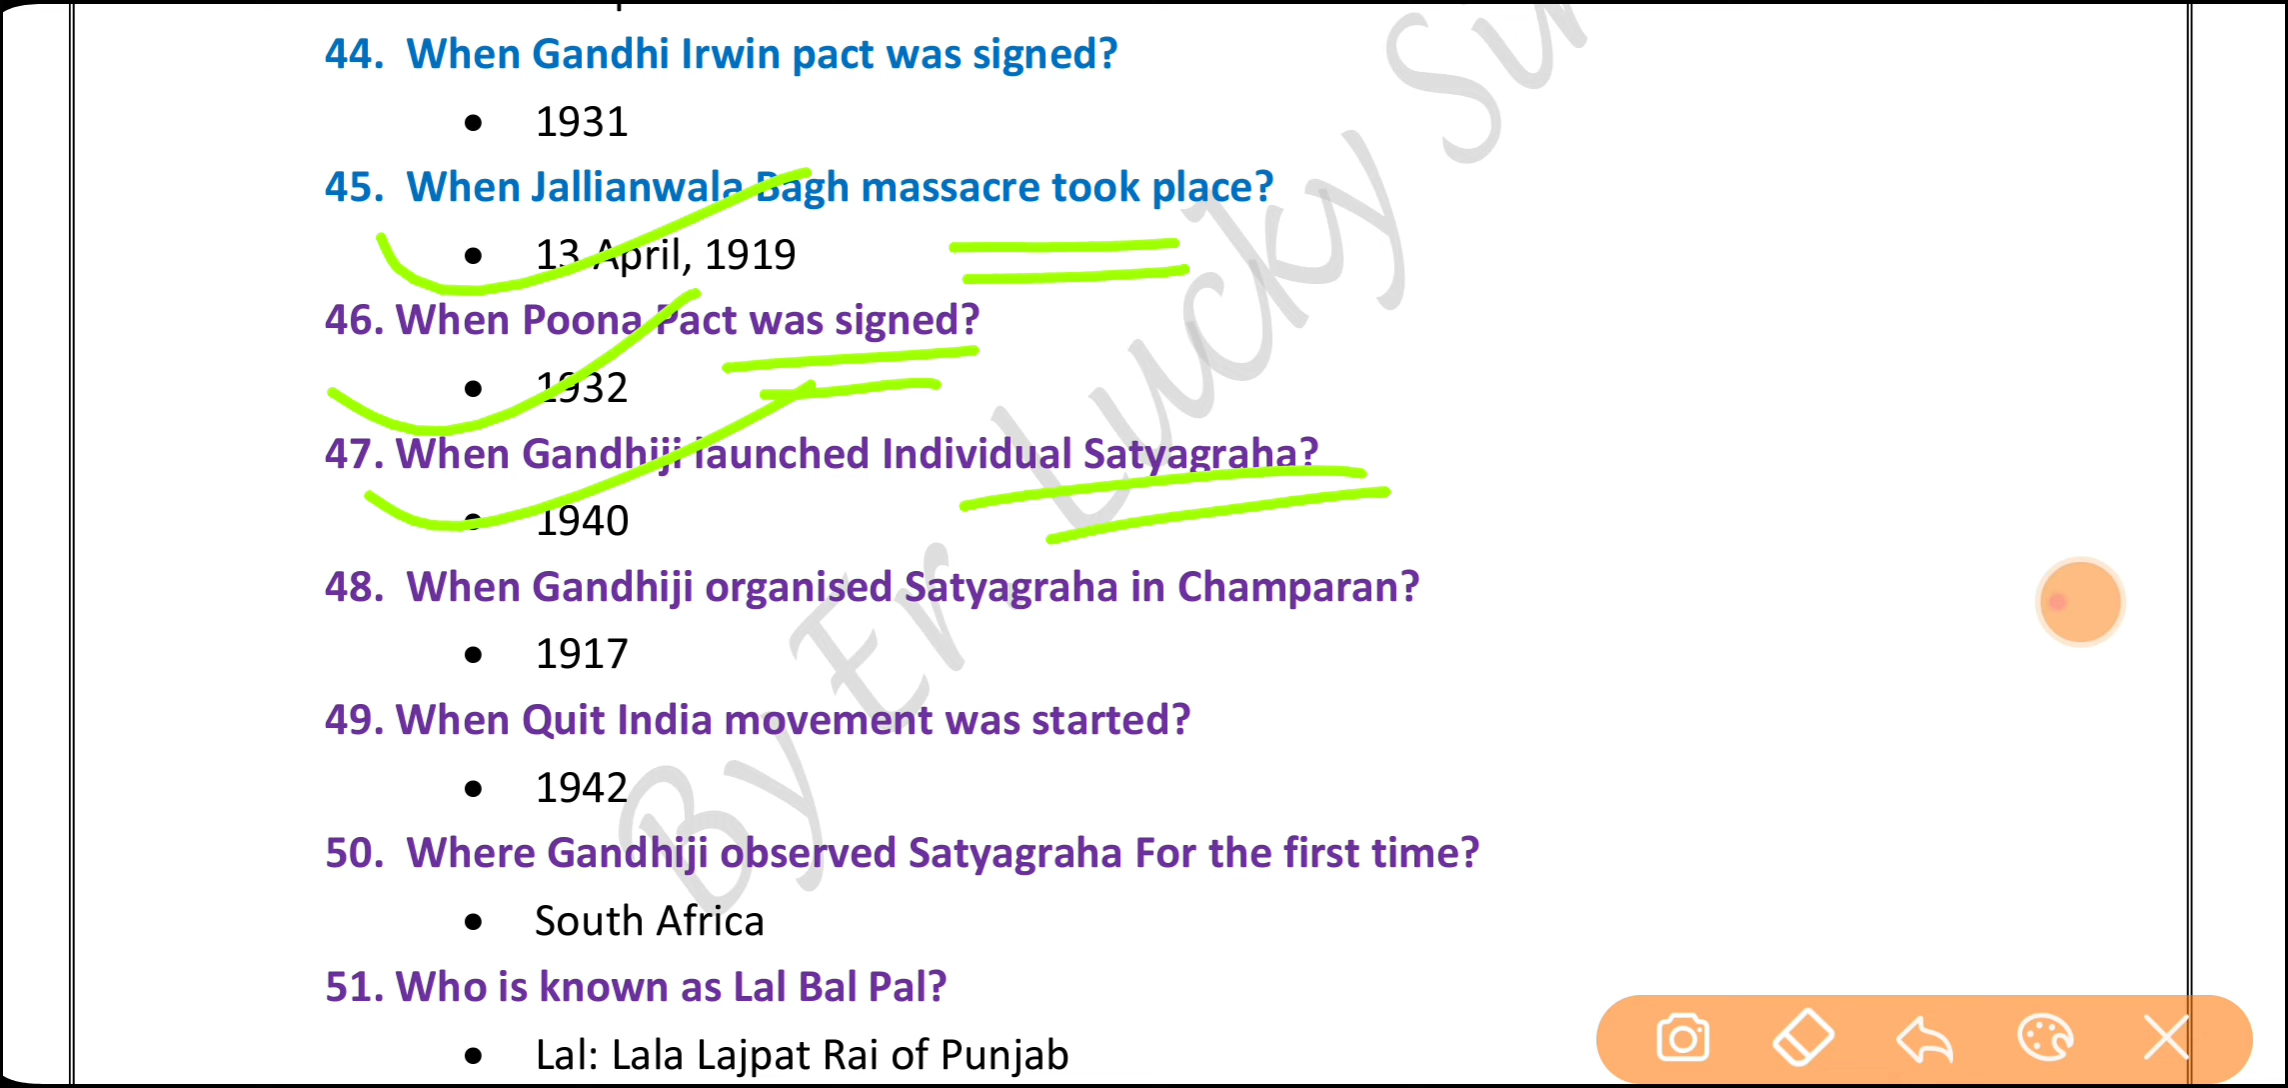 44. When Gandhi Irwin pact was signed?
• 1931
45. When Jallianwala Bagh massacre took place?
• 13 April, 1919
46. When Poona Pact was signed?
• 1932
47. When Gandhiji launched Individual Satyagraha?
• 1940
48. When Gandhiji organised Satyagraha in Champaran?
• 1917
49. When Quit India movement was started?
• 1942
50. Where Gandhiji observed Satyagraha For the first time?
• South Africa
51. Who is known as Lal Bal Pal?
• Lal: Lala Lajpat Rai of Punjab
By Er. Lucky